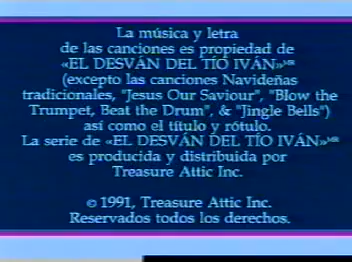 La música y letra
de las canciones es propiedad de
«EL DESVÁN DEL TÍO IVÁN»ᴹᴿ
(excepto las canciones Navideñas
tradicionales, "Jesus Our Saviour", "Blow the
Trumpet, Beat the Drum", & "Jingle Bells")
así como el título y rótulo.
La serie de «EL DESVÁN DEL TÍO IVÁN»ᴹᴿ
es producida y distribuida por
Treasure Attic Inc.
© 1991, Treasure Attic Inc.
Reservados todos los derechos.